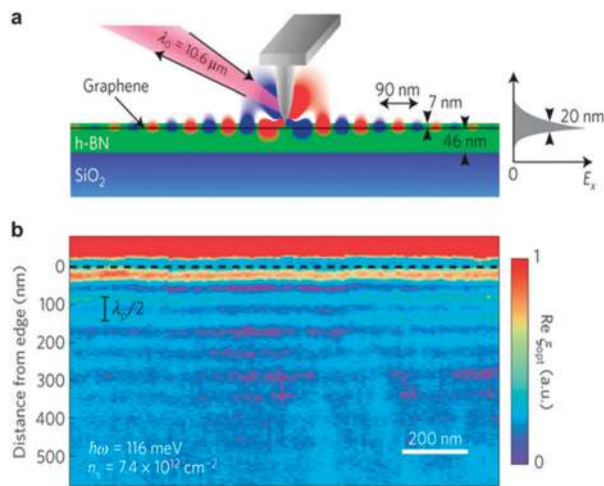 a
λ₀ = 10.6 μm
Graphene
90 nm
7 nm
20 nm
46 nm
h-BN
SiO₂
0
Eₓ
b
0
100
200
300
400
500
Distance from edge (nm)
λₚ/2
ħω = 116 meV
nₛ = 7.4 × 10¹² cm⁻²
200 nm
1
0
Re ξₒₚₜ (a.u.)